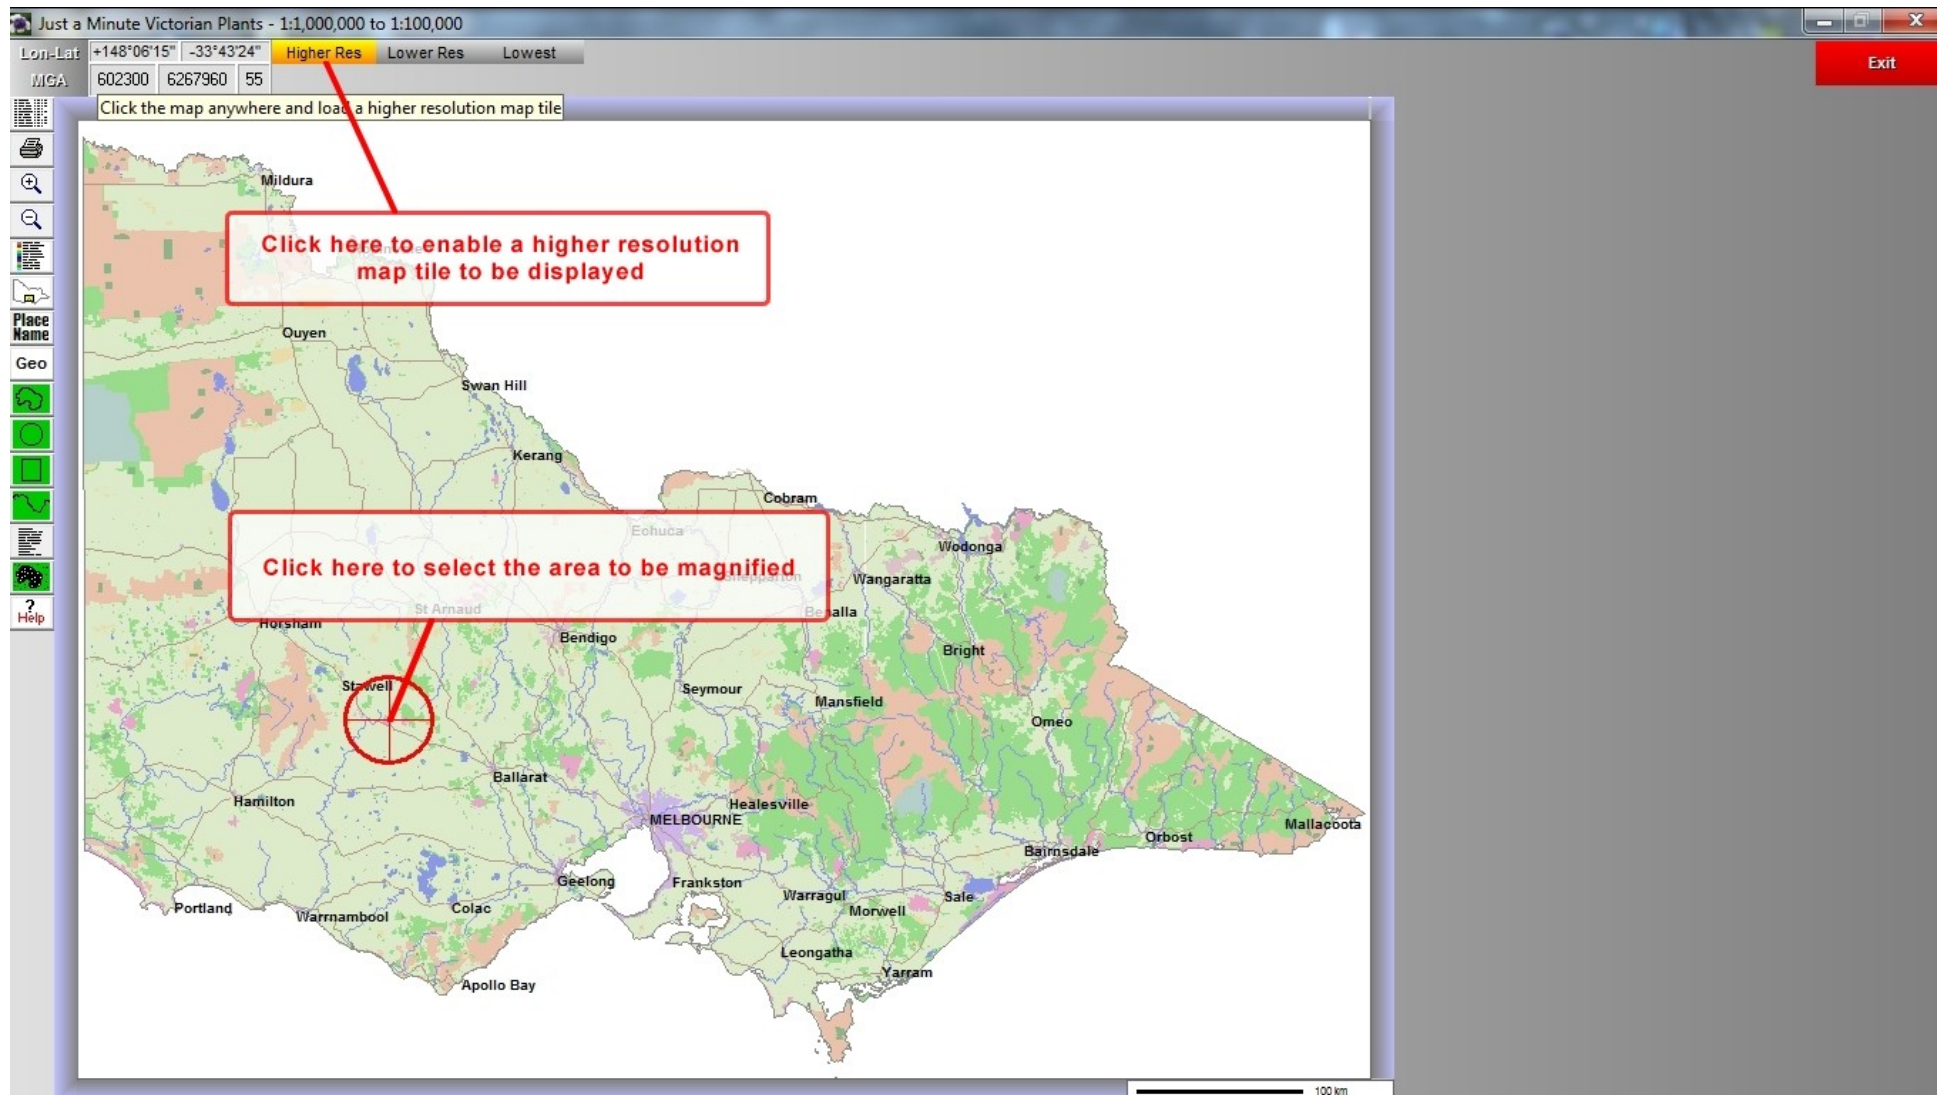 Just a Minute Victorian Plants - 1:1,000,000 to 1:100,000
Lon-Lat +148°06'15" -33°43'24" Higher Res Lower Res Lowest
Exit
MGA 602300 6267960 55
Click the map anywhere and load a higher resolution map tile
Mildura
Click here to enable a higher resolution
map tile to be displayed
Place
Name
Ouyen
Geo
Swan Hill
Kerang
Cobram
Echuca
Wodonga
Click here to select the area to be magnified
Shepparton
Wangaratta
St Arnaud
Benalla
? 
Help
Horsham
Bendigo
Bright
Stawell
Seymour
Mansfield
Omeo
Ballarat
Hamilton
Healesville
MELBOURNE
Mallacoota
Orbost
Bairnsdale
Geelong
Frankston
Warragul
Sale
Portland
Warrnambool
Colac
Morwell
Leongatha
Yarram
Apollo Bay
100 km